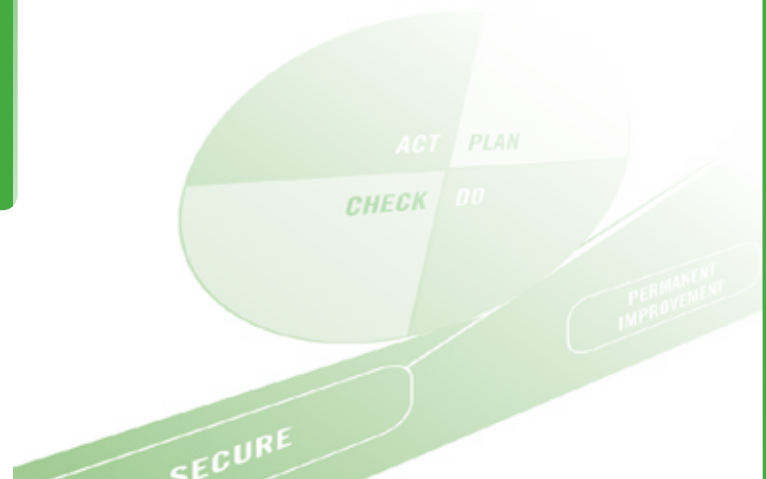 ACT PLAN
CHECK DO
PERMANENT
IMPROVEMENT
SECURE